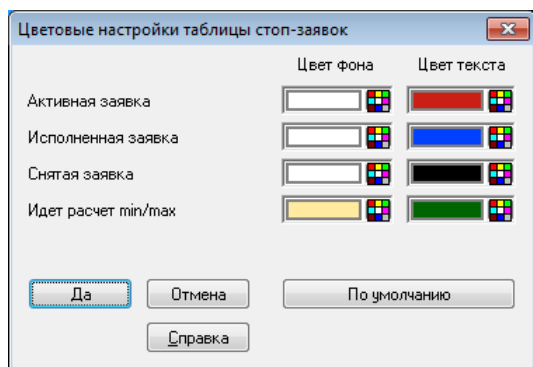 Цветовые настройки таблицы стоп-заявок
Цвет фона Цвет текста
Активная заявка
Исполненная заявка
Снятая заявка
Идет расчет min/max
Да Отмена По умолчанию
Справка